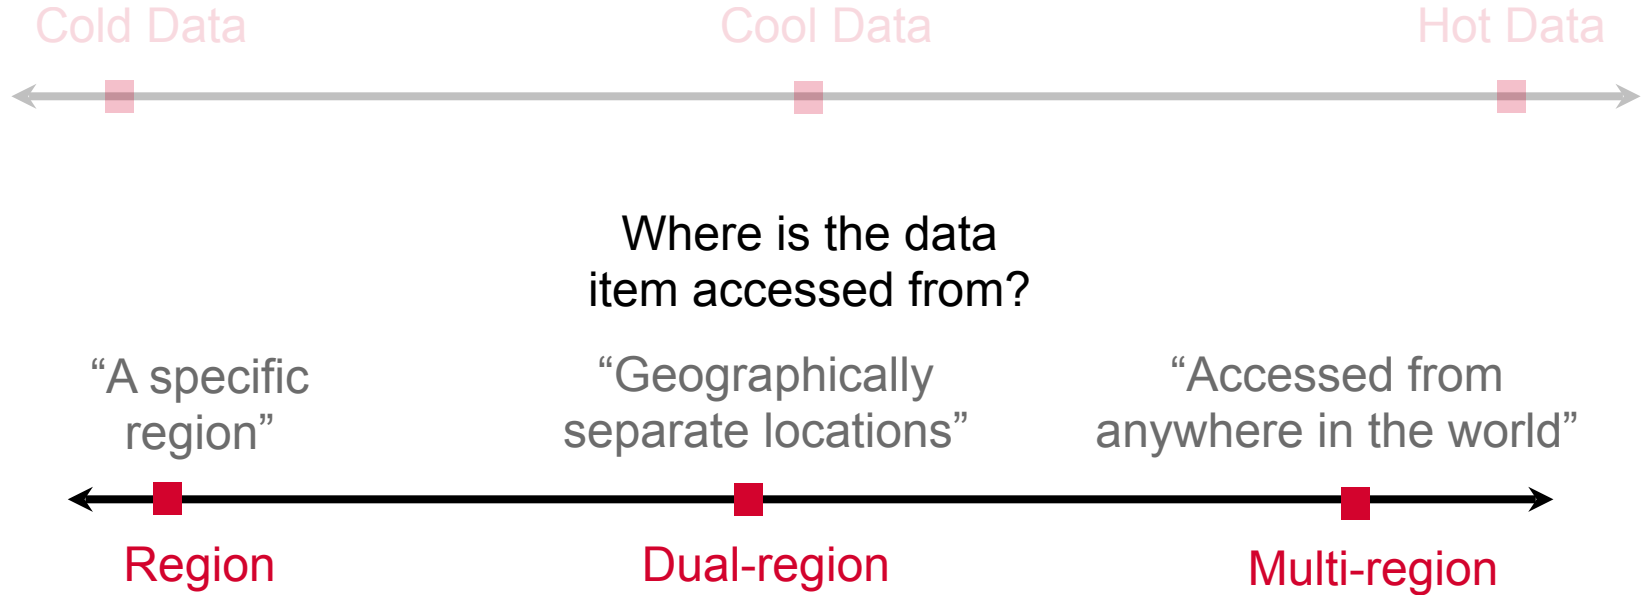 Cold Data
Cool Data
Hot Data
Where is the data
item accessed from?
“A specific
region”
“Geographically
separate locations”
“Accessed from
anywhere in the world”
Region
Dual-region
Multi-region